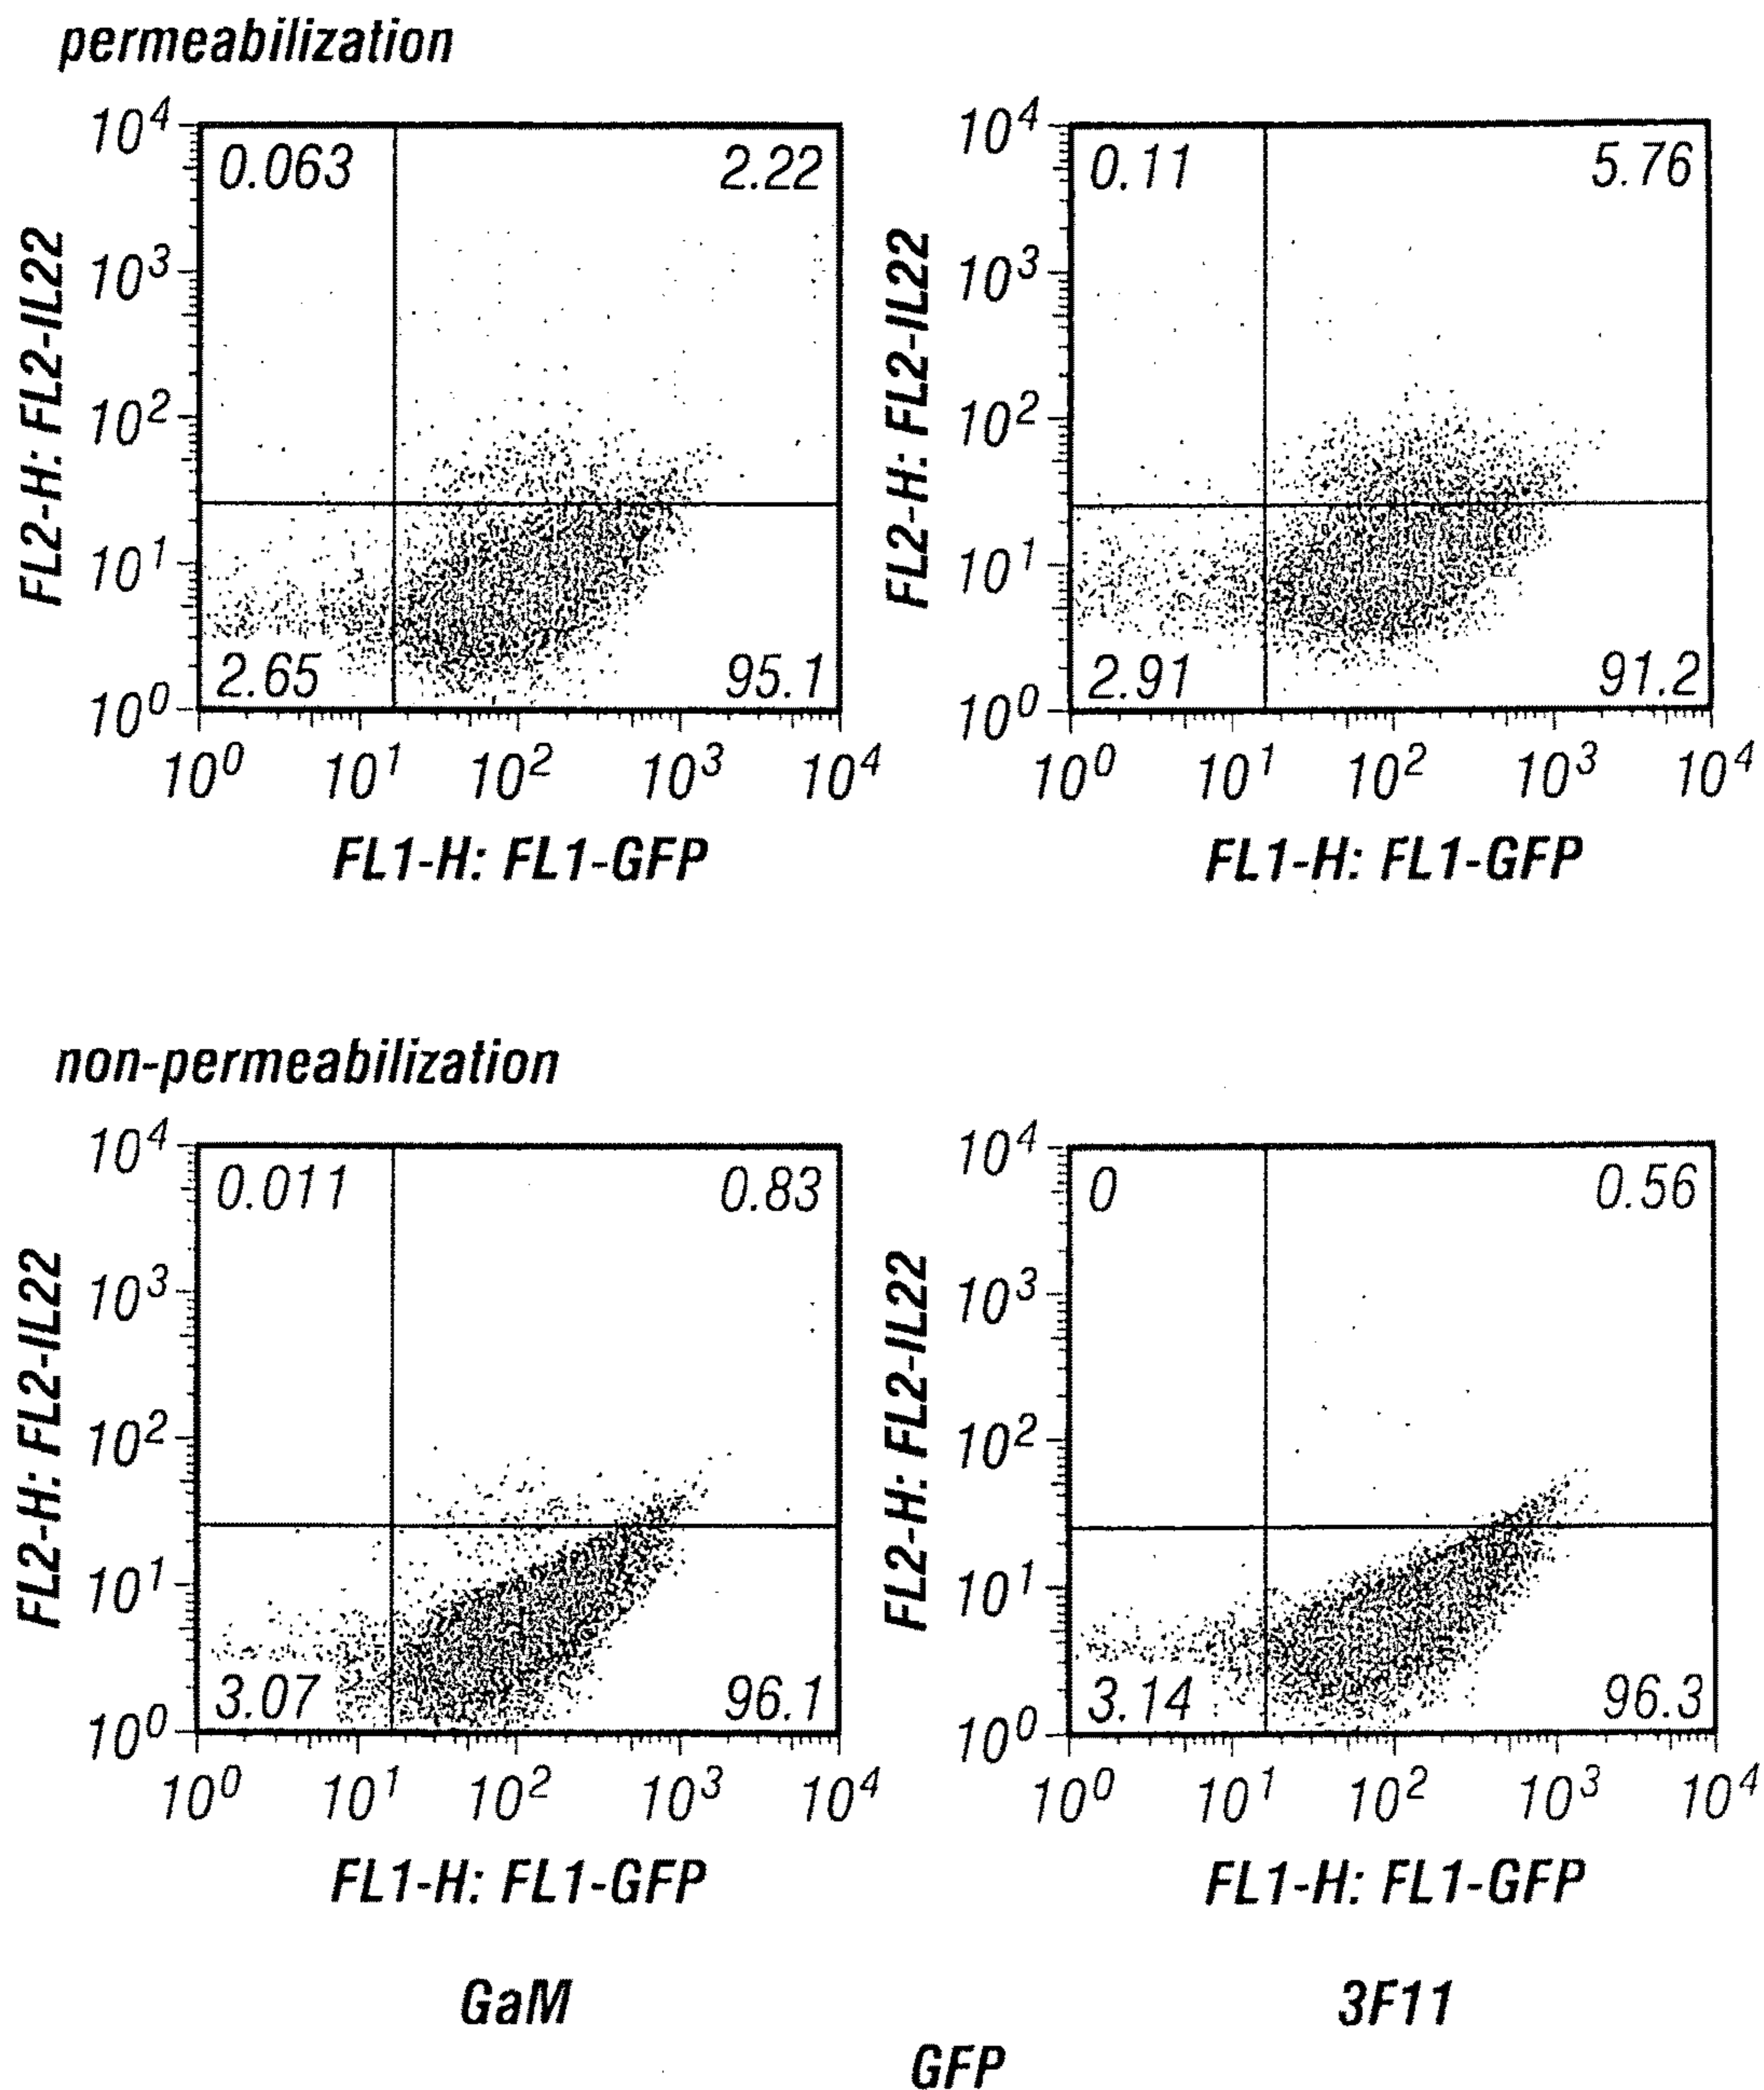 permeabilization
10^4
10^3
10^2
10^1
10^0
FL2-H: FL2-IL22
0.063 2.22
2.65 95.1
10^0 10^1 10^2 10^3 10^4
FL1-H: FL1-GFP
10^4
10^3
10^2
10^1
10^0
FL2-H: FL2-IL22
0.11 5.76
2.91 91.2
10^0 10^1 10^2 10^3 10^4
FL1-H: FL1-GFP
non-permeabilization
10^4
10^3
10^2
10^1
10^0
FL2-H: FL2-IL22
0.011 0.83
3.07 96.1
10^0 10^1 10^2 10^3 10^4
FL1-H: FL1-GFP
10^4
10^3
10^2
10^1
10^0
FL2-H: FL2-IL22
0 0.56
3.14 96.3
10^0 10^1 10^2 10^3 10^4
FL1-H: FL1-GFP
GaM 3F11
GFP